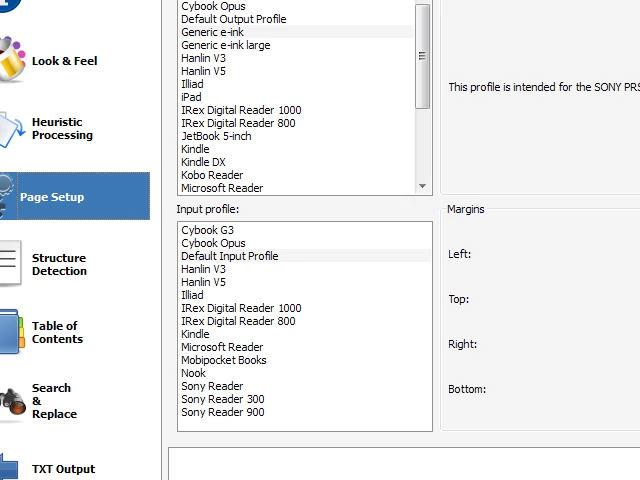 Look & Feel
Heuristic
Processing
Page Setup
Structure
Detection
Table of
Contents
Search
&
Replace
TXT Output
Cybook Opus
Default Output Profile
Generic e-ink
Generic e-ink large
Hanlin V3
Hanlin V5
Illiad
iPad
IRex Digital Reader 1000
IRex Digital Reader 800
JetBook 5-inch
Kindle
Kindle DX
Kobo Reader
Microsoft Reader
Input profile:
Cybook G3
Cybook Opus
Default Input Profile
Hanlin V3
Hanlin V5
Illiad
IRex Digital Reader 1000
IRex Digital Reader 800
Kindle
Microsoft Reader
Mobipocket Books
Nook
Sony Reader
Sony Reader 300
Sony Reader 900
This profile is intended for the SONY PRS
Margins
Left:
Top:
Right:
Bottom: